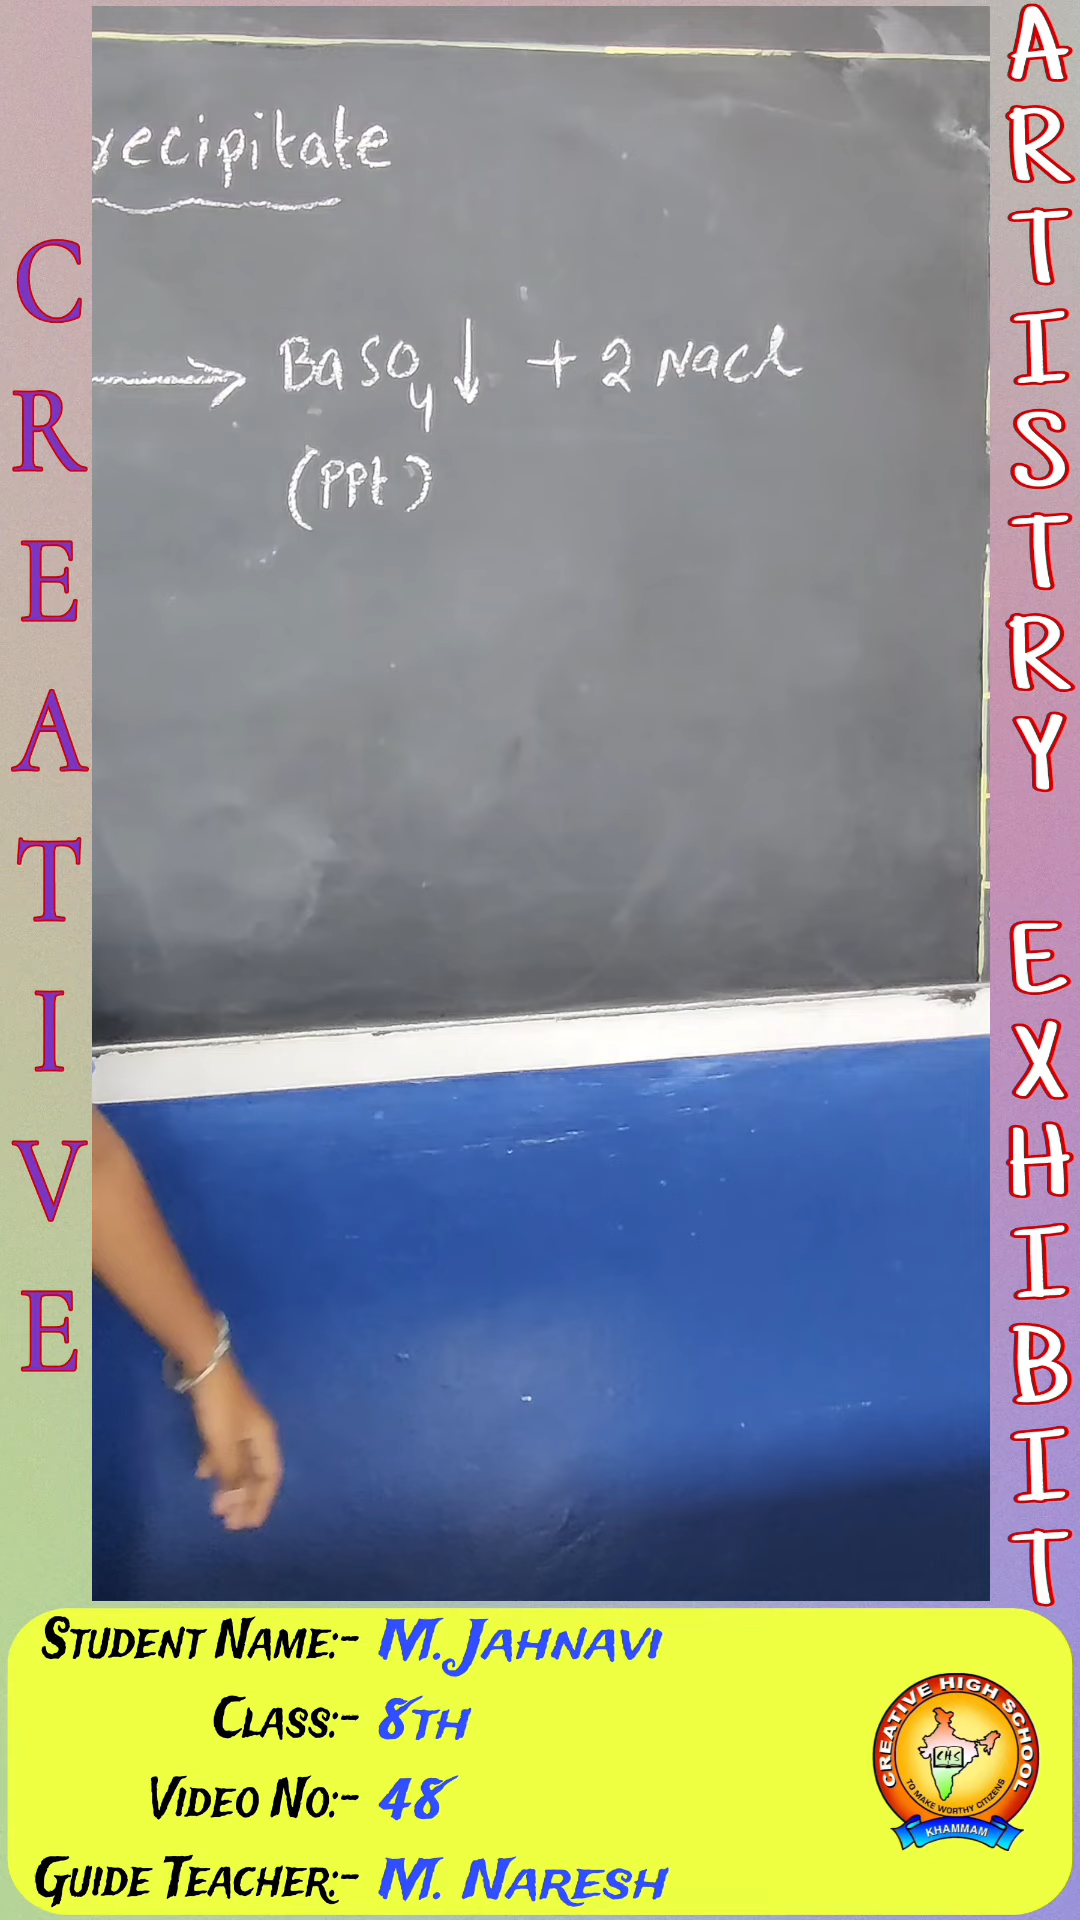 CREATIVE
ARTISTRY EXHIBIT
recipitate
→ BaSO₄↓ + 2 NaCl
(PPt)
STUDENT NAME:- M. JAHNAVI
CLASS:- 8TH
VIDEO NO:- 48
GUIDE TEACHER:- M. NARESH
CREATIVE HIGH SCHOOL
CHS
TO MAKE WORTHY CITIZENS
KHAMMAM